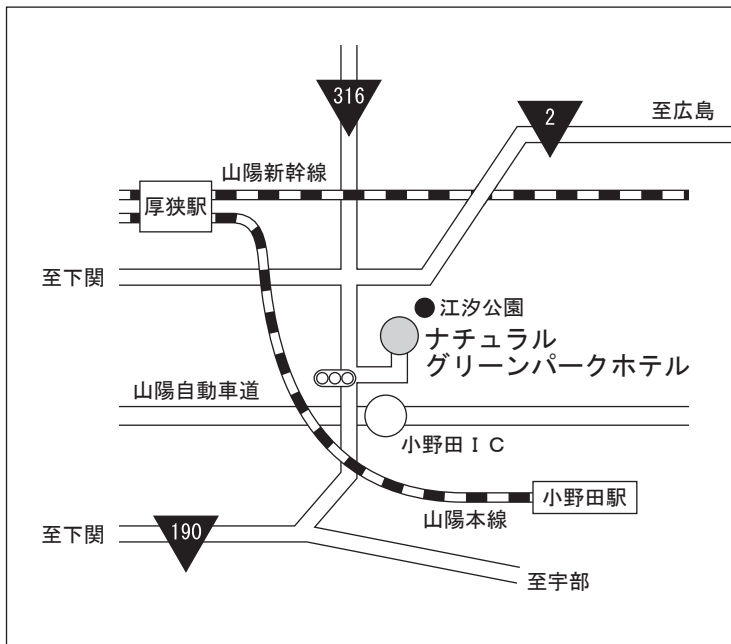 316
2
至広島
山陽新幹線
厚狭駅
至下関
江汐公園
ナチュラル
グリーンパークホテル
山陽自動車道
小野田ＩＣ
小野田駅
山陽本線
190
至下関
至宇部